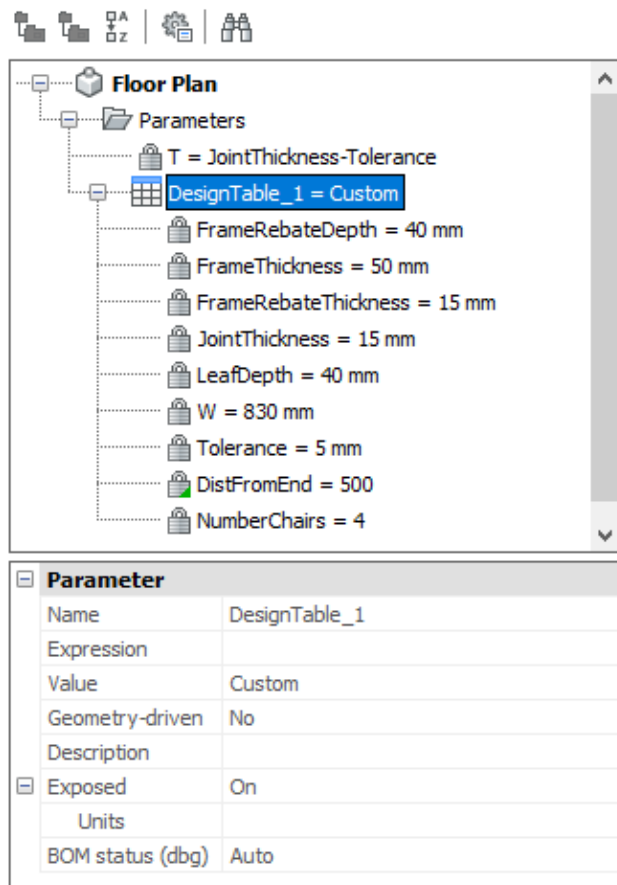 A
Z
Floor Plan
Parameters
T = JointThickness-Tolerance
DesignTable_1 = Custom
FrameRebateDepth = 40 mm
FrameThickness = 50 mm
FrameRebateThickness = 15 mm
JointThickness = 15 mm
LeafDepth = 40 mm
W = 830 mm
Tolerance = 5 mm
DistFromEnd = 500
NumberChairs = 4
Parameter
Name DesignTable_1
Expression
Value Custom
Geometry-driven No
Description
Exposed On
Units
BOM status (dbg) Auto